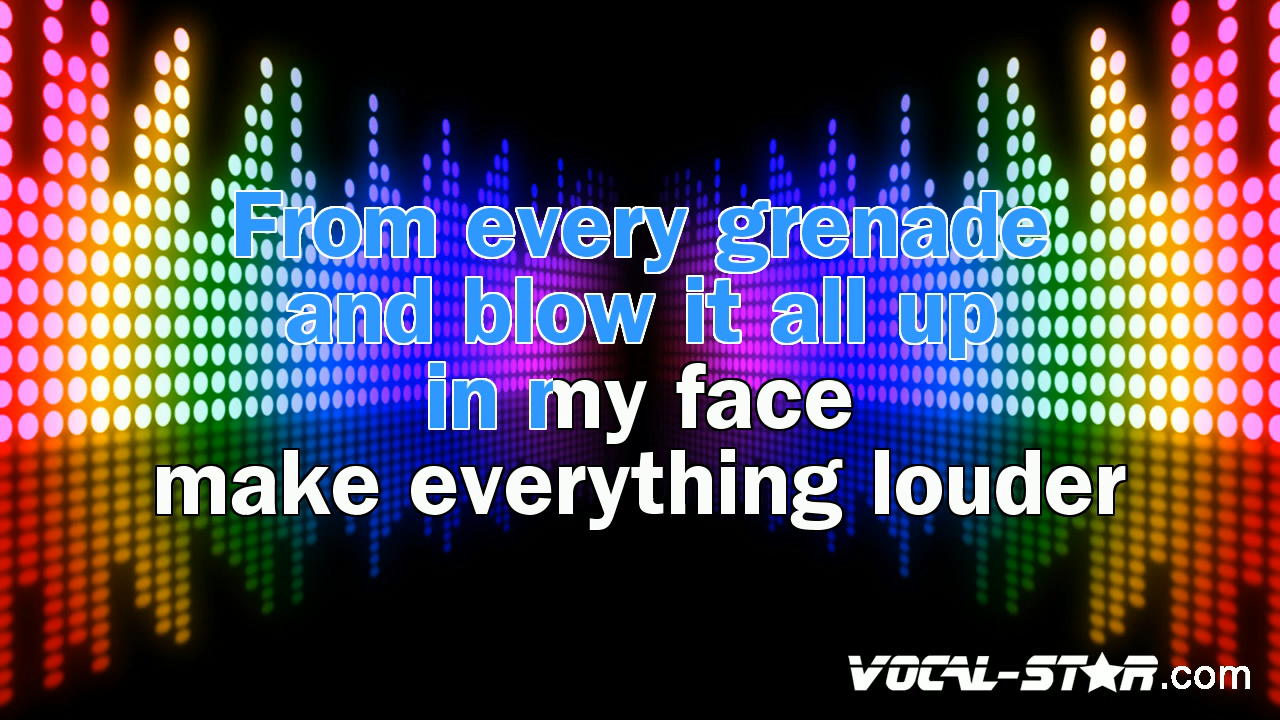 From every grenade
and blow it all up
in my face
make everything louder
VOCAL-STAR.com